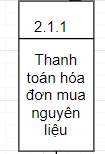 2.1.1
Thanh
toán hóa
đơn mua
nguyên
liệu